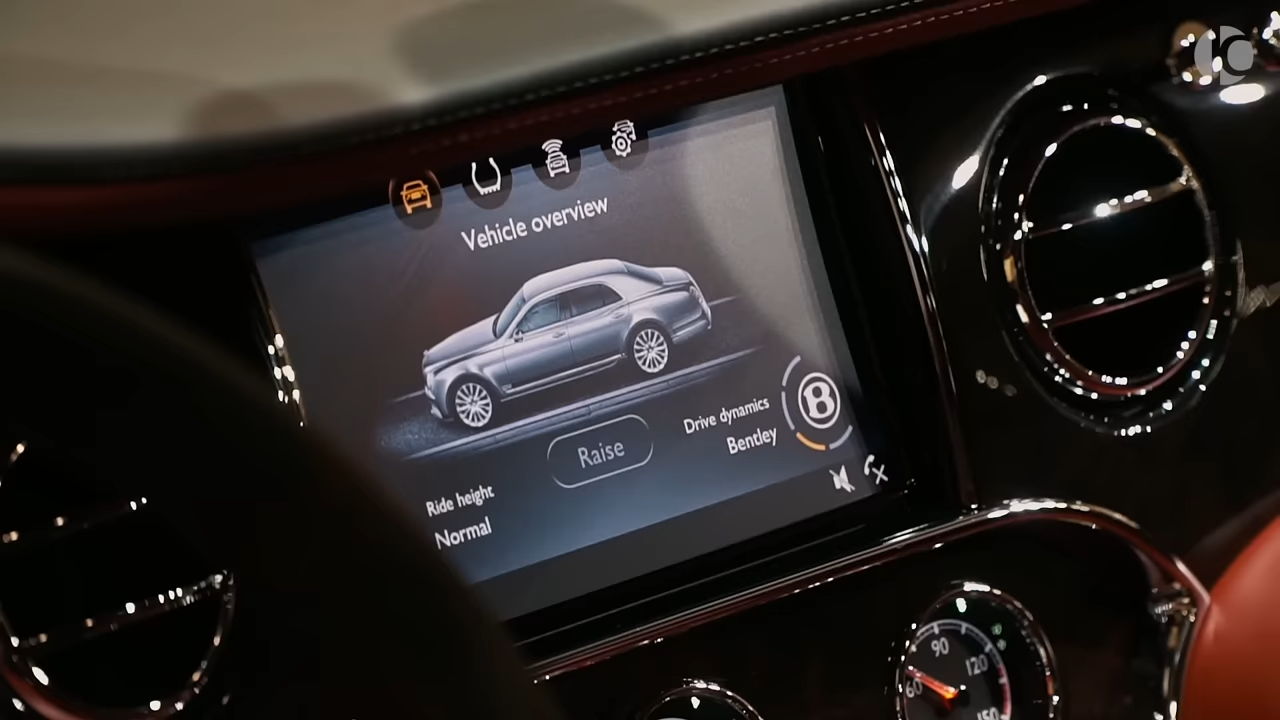 Vehicle overview
Raise
Drive dynamics
Bentley
B
Ride height
Normal
90
120
60
150